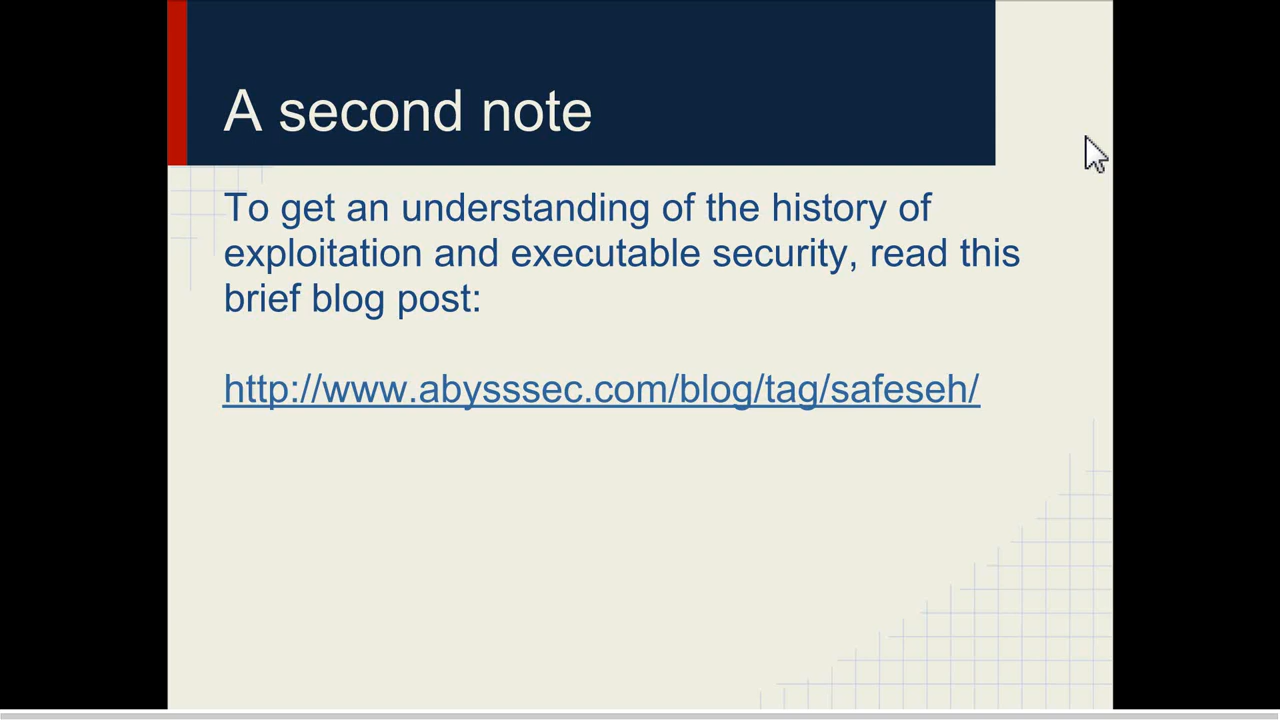 A second note
To get an understanding of the history of
exploitation and executable security, read this
brief blog post:
http://www.abysssec.com/blog/tag/safeseh/